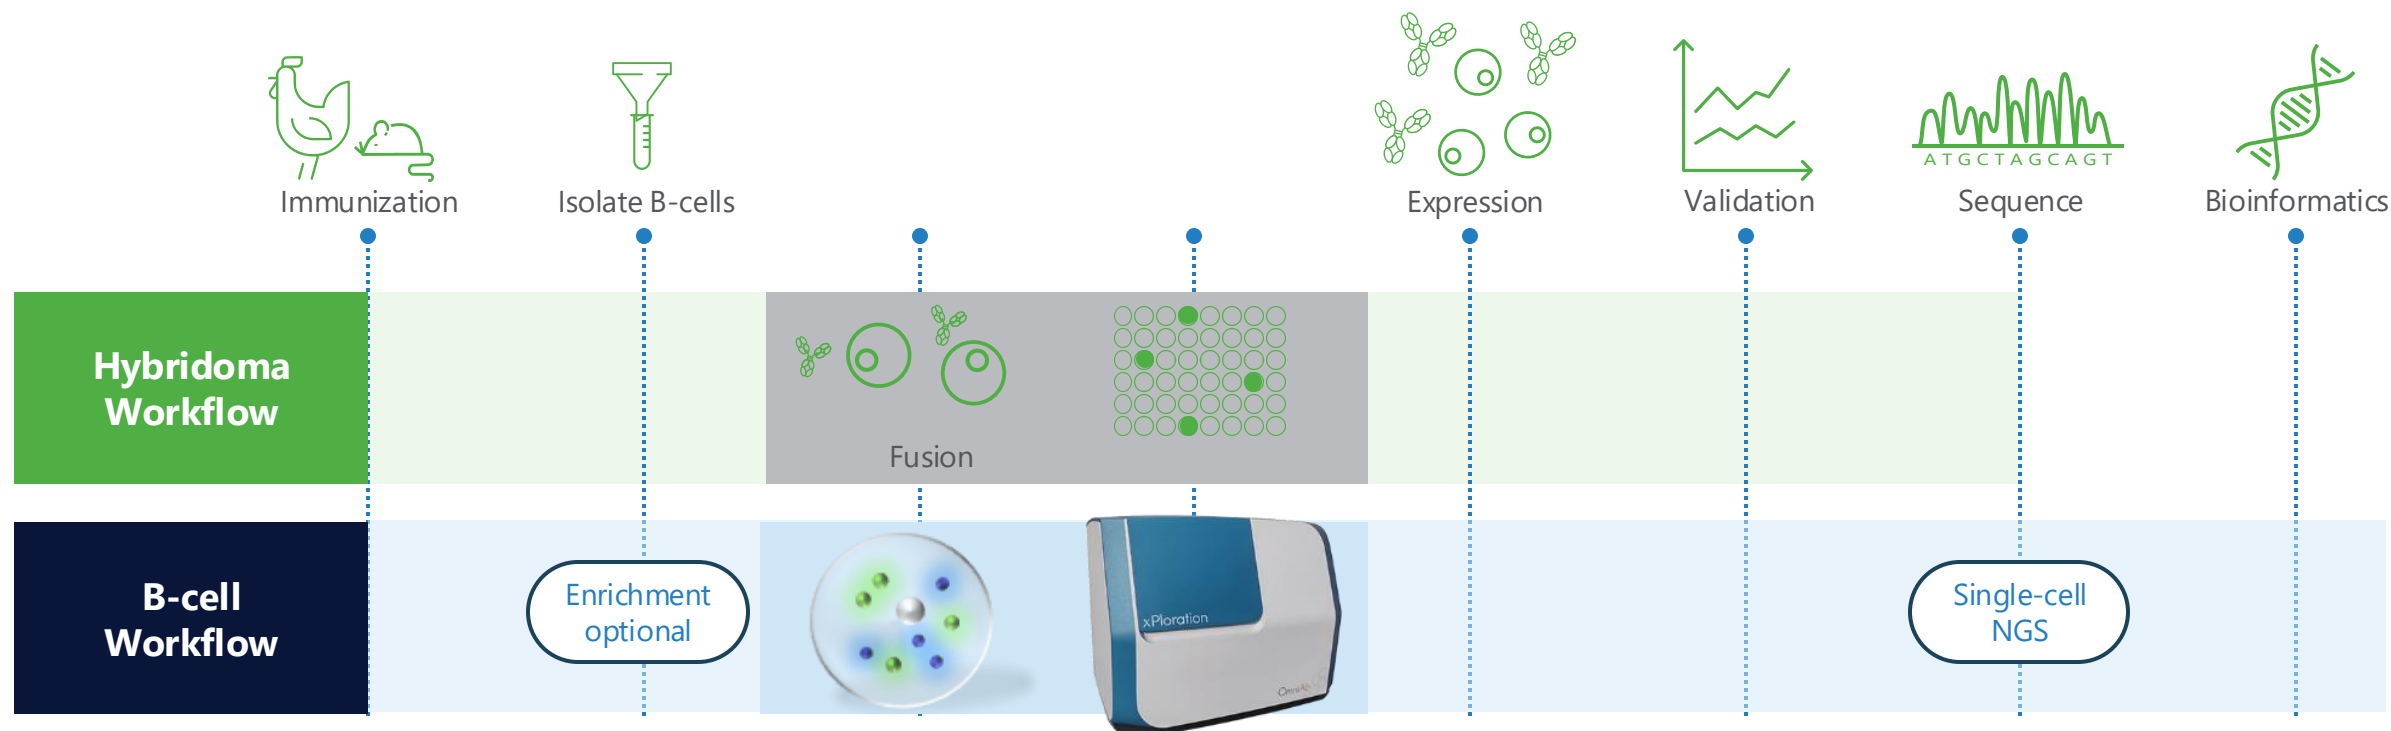 Immunization
Isolate B-cells
Expression
Validation
ATGCTAGCAGT
Sequence
Bioinformatics
Hybridoma
Workflow
Fusion
B-cell
Workflow
Enrichment
optional
xPloration
OmniAb
Single-cell
NGS